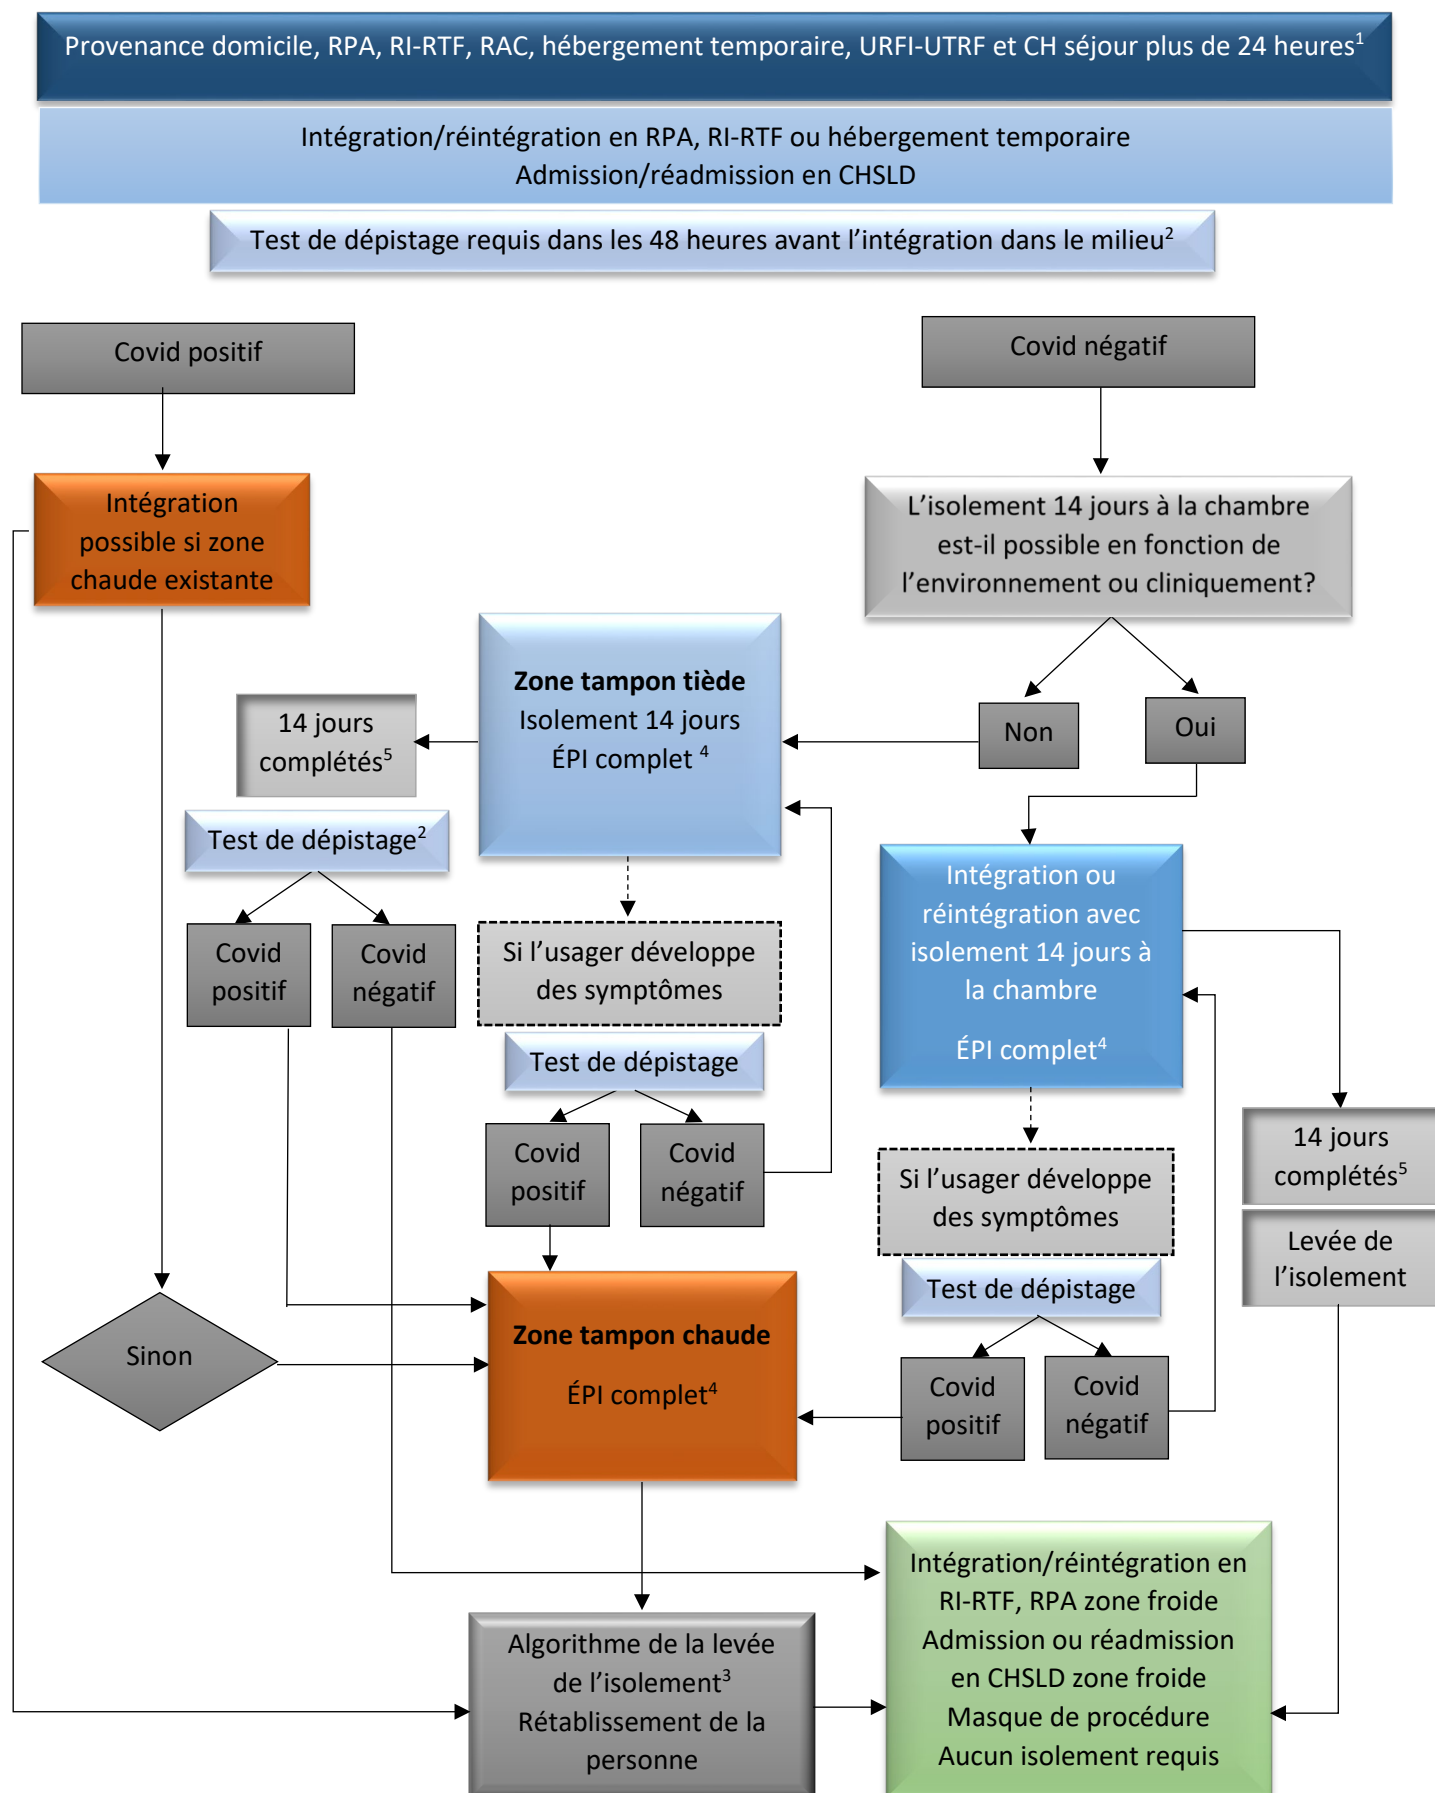 Provenance domicile, RPA, RI-RTF, RAC, hébergement temporaire, URFI-UTRF et CH séjour plus de 24 heures¹
Intégration/réintégration en RPA, RI-RTF ou hébergement temporaire
Admission/réadmission en CHSLD
Test de dépistage requis dans les 48 heures avant l’intégration dans le milieu²
Covid positif
Covid négatif
Intégration
possible si zone
chaude existante
L’isolement 14 jours à la chambre
est-il possible en fonction de
l’environnement ou cliniquement?
Non
Oui
Zone tampon tiède
Isolement 14 jours
ÉPI complet ⁴
14 jours
complétés⁵
Test de dépistage²
Covid
positif
Covid
négatif
Si l’usager développe
des symptômes
Test de dépistage
Covid
positif
Covid
négatif
Intégration ou
réintégration avec
isolement 14 jours à
la chambre
ÉPI complet⁴
Si l’usager développe
des symptômes
Test de dépistage
Covid
positif
Covid
négatif
14 jours
complétés⁵
Levée de
l’isolement
Sinon
Zone tampon chaude
ÉPI complet⁴
Algorithme de la levée
de l’isolement³
Rétablissement de la
personne
Intégration/réintégration en
RI-RTF, RPA zone froide
Admission ou réadmission
en CHSLD zone froide
Masque de procédure
Aucun isolement requis